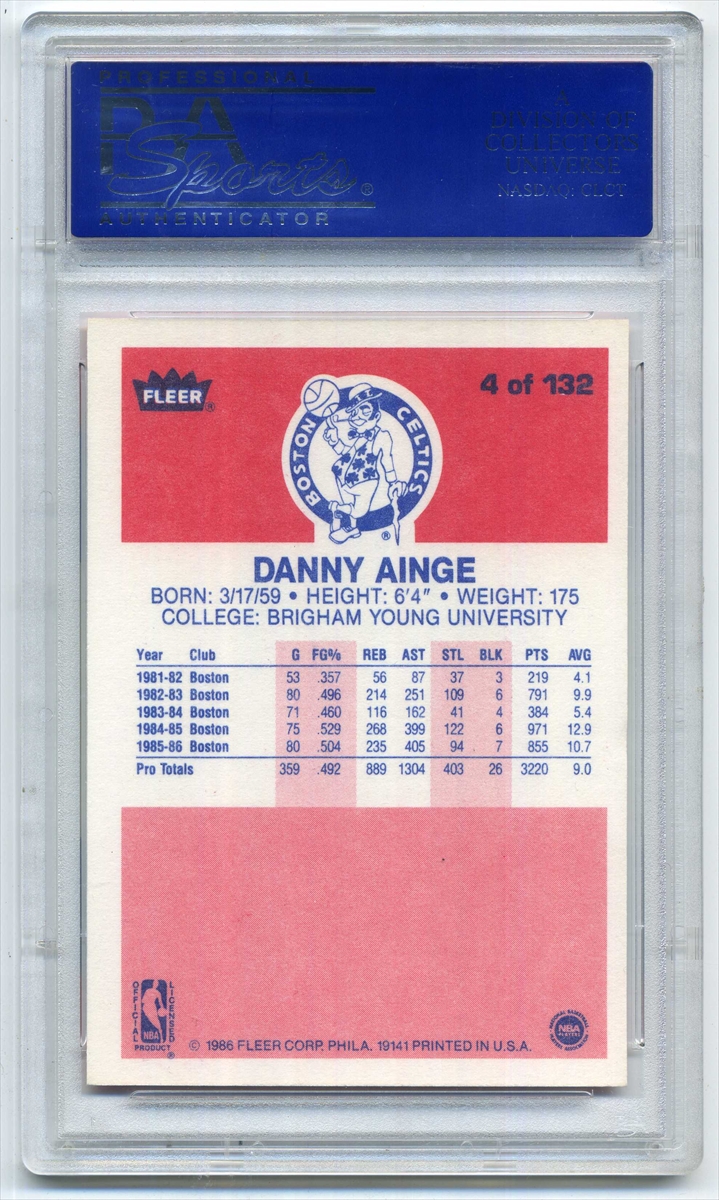 PROFESSIONAL
PSA
Sports®
AUTHENTICATOR
A
DIVISION OF
COLLECTORS
UNIVERSE
NASDAQ: CLCT
FLEER®
4 of 132
BOSTON CELTICS
®
DANNY AINGE
BORN: 3/17/59 • HEIGHT: 6'4" • WEIGHT: 175
COLLEGE: BRIGHAM YOUNG UNIVERSITY
Year Club G FG% REB AST STL BLK PTS AVG
1981-82 Boston 53 .357 56 87 37 3 219 4.1
1982-83 Boston 80 .496 214 251 109 6 791 9.9
1983-84 Boston 71 .460 116 162 41 4 384 5.4
1984-85 Boston 75 .529 268 399 122 6 971 12.9
1985-86 Boston 80 .504 235 405 94 7 855 10.7
Pro Totals 359 .492 889 1304 403 26 3220 9.0
OFFICIAL LICENSED
NBA
PRODUCT ®
© 1986 FLEER CORP. PHILA. 19141 PRINTED IN U.S.A.
NATIONAL BASKETBALL
NBA
PLAYERS
PLAYERS ASSOCIATION